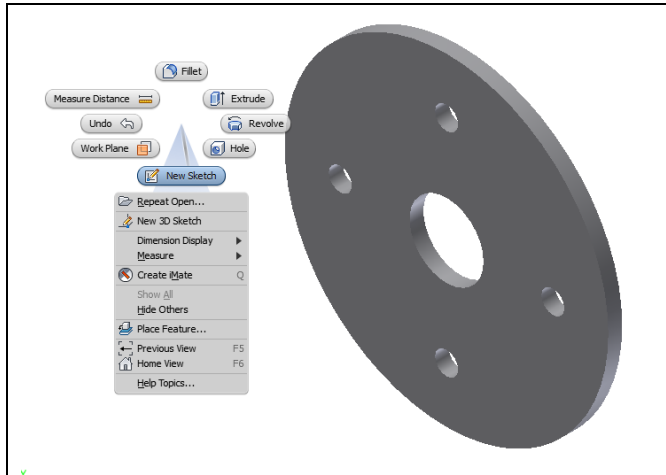 Fillet
Measure Distance
Extrude
Undo
Revolve
Work Plane
Hole
New Sketch
Repeat Open...
New 3D Sketch
Dimension Display
Measure
Create iMate Q
Show All
Hide Others
Place Feature...
Previous View F5
Home View F6
Help Topics...
Y